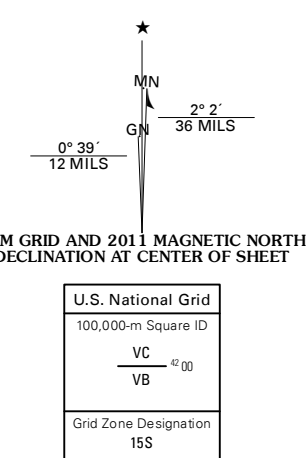 ★
MN
2° 2´
36 MILS
GN
0° 39´
12 MILS
M GRID AND 2011 MAGNETIC NORTH
DECLINATION AT CENTER OF SHEET
U.S. National Grid
100,000-m Square ID
VC
42 00
VB
Grid Zone Designation
15S